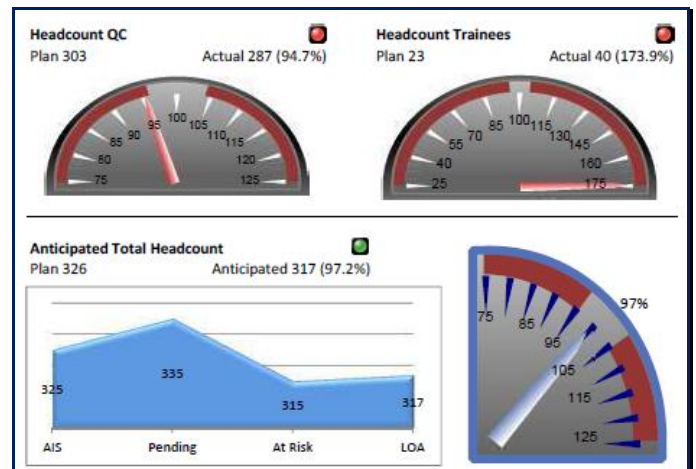 Headcount QC
Plan 303 Actual 287 (94.7%)
75 80 85 90 95 100 105 110 115 120 125
Headcount Trainees
Plan 23 Actual 40 (173.9%)
25 40 55 70 85 100 115 130 145 160 175
Anticipated Total Headcount
Plan 326 Anticipated 317 (97.2%)
325 335 315 317
AIS Pending At Risk LOA
97%
75 85 95 105 115 125